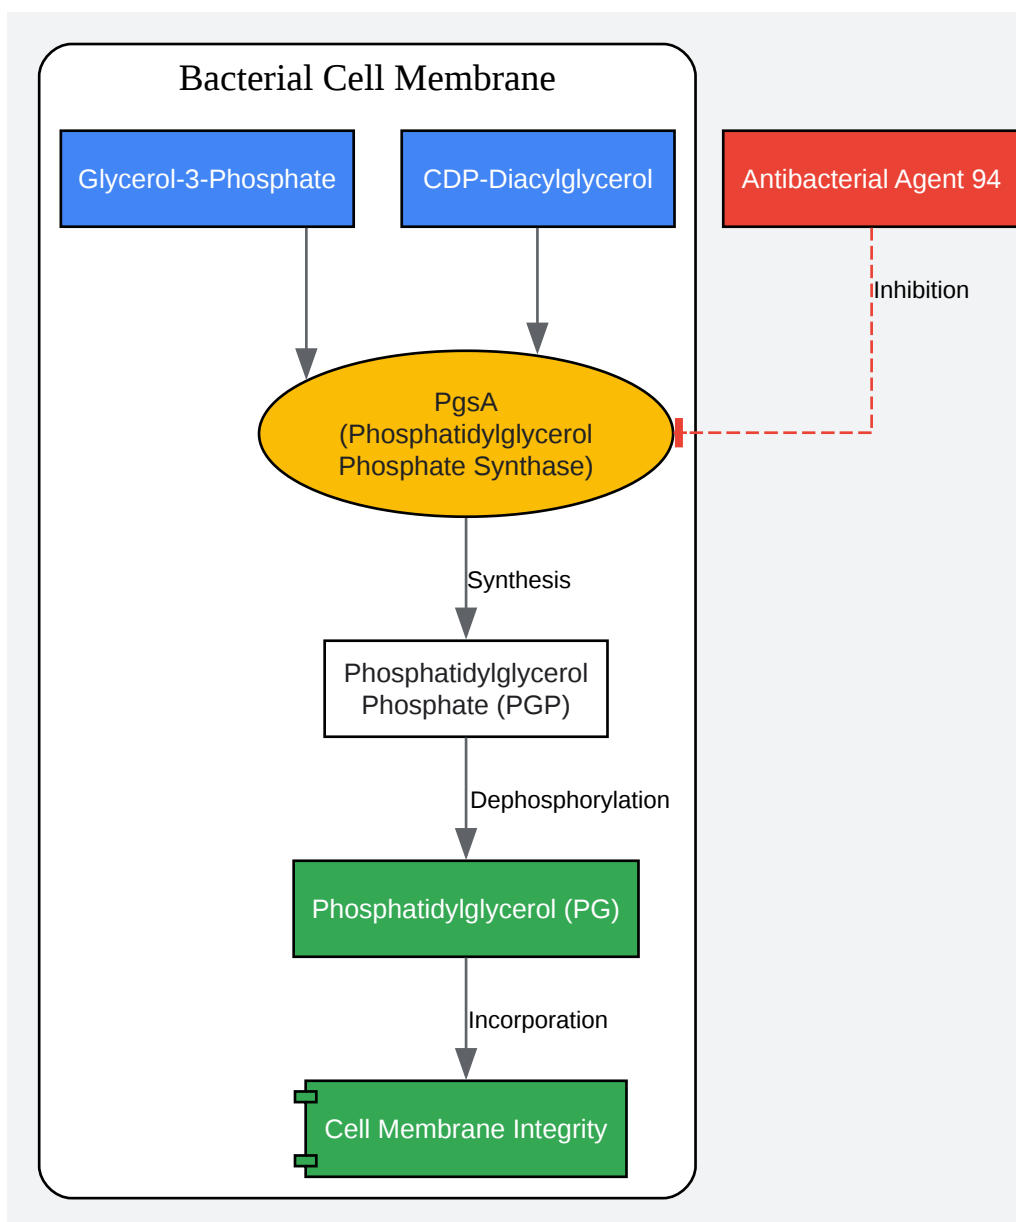 Bacterial Cell Membrane
Glycerol-3-Phosphate
CDP-Diacylglycerol
Antibacterial Agent 94
Inhibition
PgsA
(Phosphatidylglycerol
Phosphate Synthase)
Synthesis
Phosphatidylglycerol
Phosphate (PGP)
Dephosphorylation
Phosphatidylglycerol (PG)
Incorporation
Cell Membrane Integrity